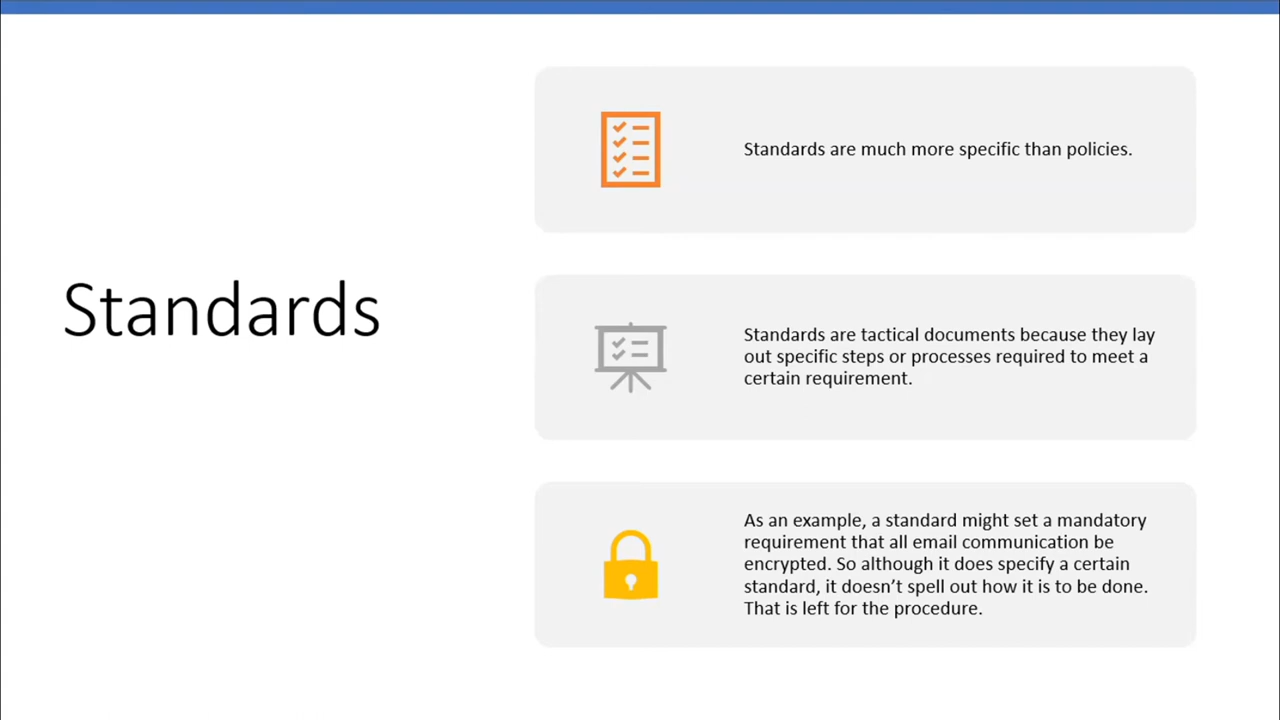 Standards
Standards are much more specific than policies.
Standards are tactical documents because they lay
out specific steps or processes required to meet a
certain requirement.
As an example, a standard might set a mandatory
requirement that all email communication be
encrypted. So although it does specify a certain
standard, it doesn’t spell out how it is to be done.
That is left for the procedure.